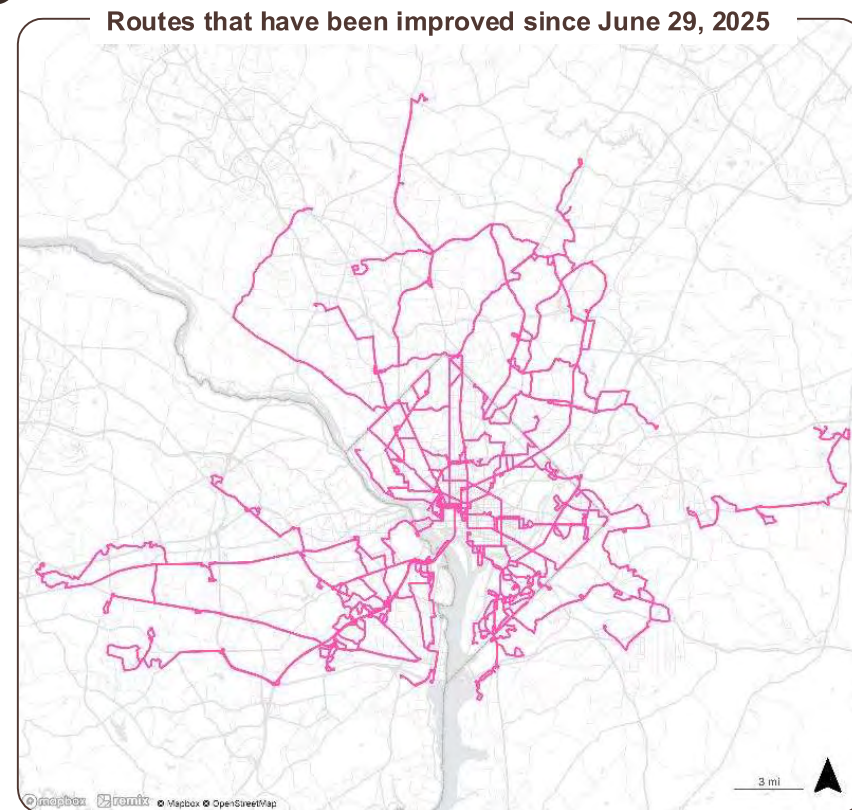 Routes that have been improved since June 29, 2025
3 mi
mapbox remix © Mapbox © OpenStreetMap